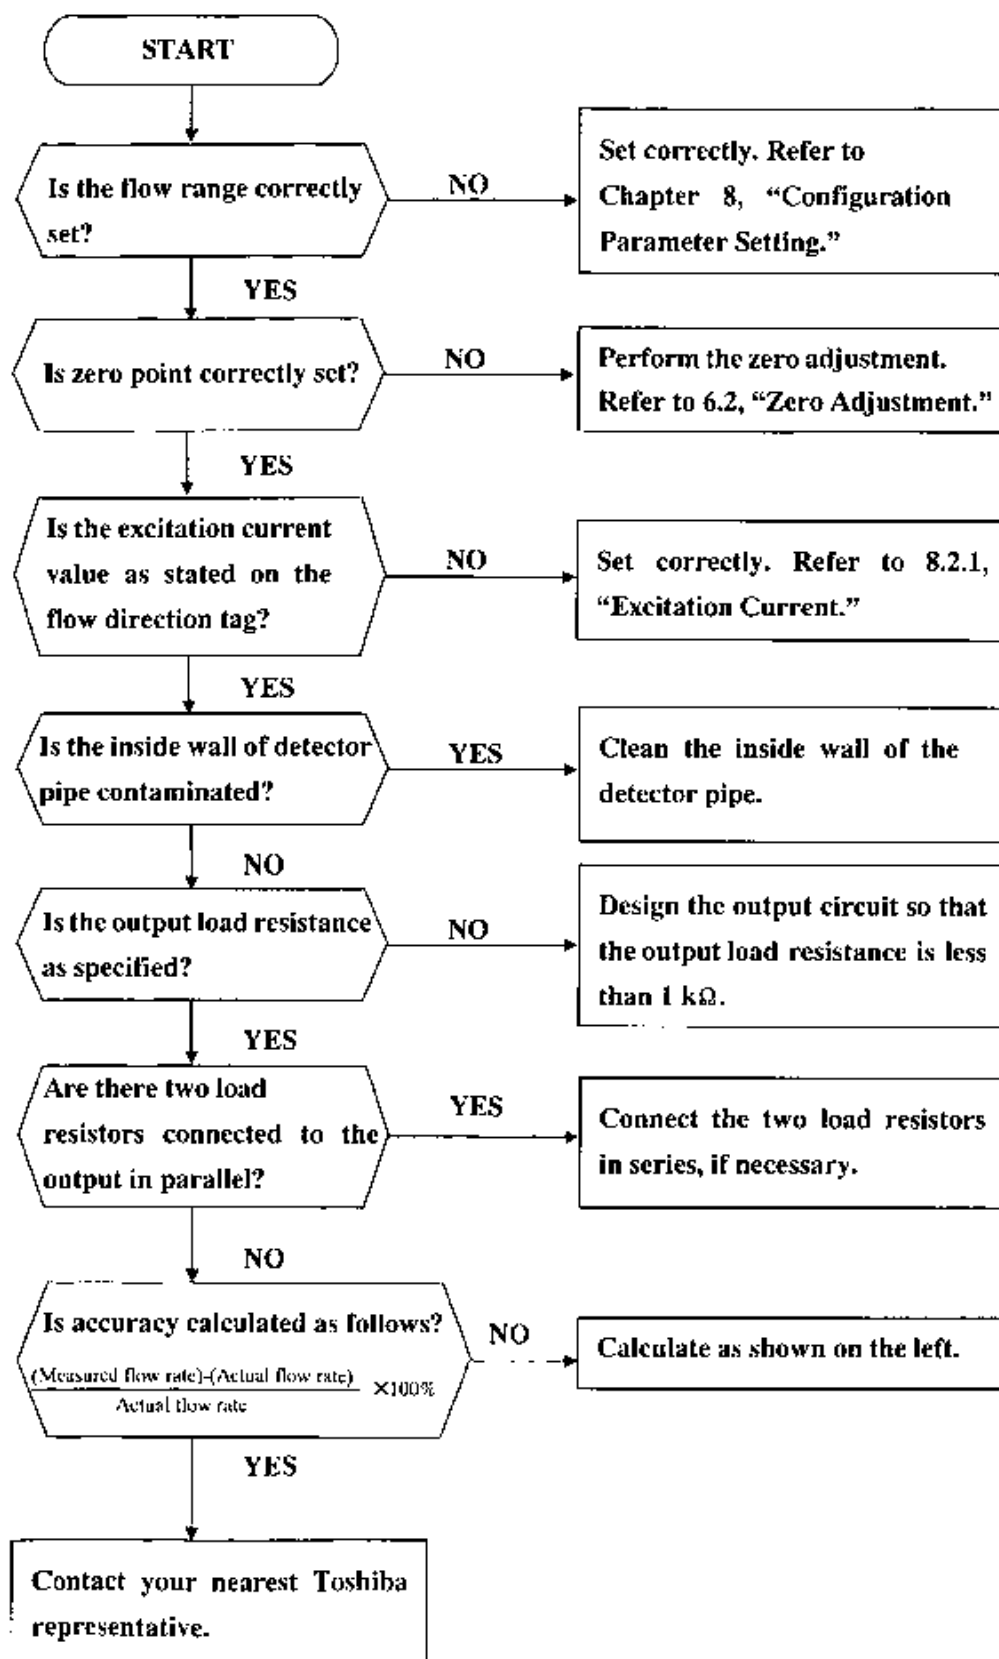 START
Is the flow range correctly
set?
NO
Set correctly. Refer to
Chapter 8, “Configuration
Parameter Setting.”
YES
Is zero point correctly set?
NO
Perform the zero adjustment.
Refer to 6.2, “Zero Adjustment.”
YES
Is the excitation current
value as stated on the
flow direction tag?
NO
Set correctly. Refer to 8.2.1,
“Excitation Current.”
YES
Is the inside wall of detector
pipe contaminated?
YES
Clean the inside wall of the
detector pipe.
NO
Is the output load resistance
as specified?
NO
Design the output circuit so that
the output load resistance is less
than 1 kΩ.
YES
Are there two load
resistors connected to the
output in parallel?
YES
Connect the two load resistors
in series, if necessary.
NO
Is accuracy calculated as follows?
(Measured flow rate)-(Actual flow rate)
Actual flow rate
×100%
NO
Calculate as shown on the left.
YES
Contact your nearest Toshiba
representative.